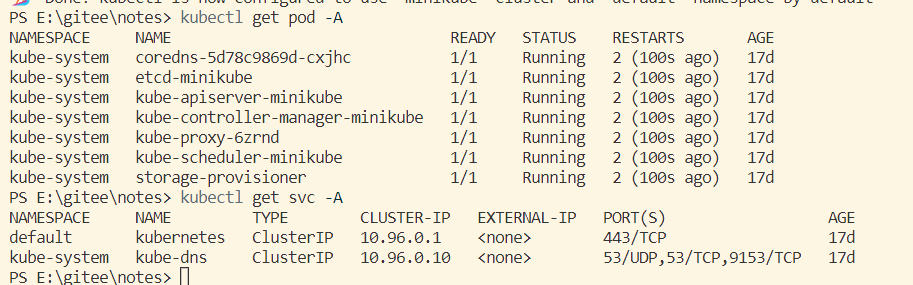 Done! kubectl is now configured to use "minikube" cluster and "default" namespace by default
PS E:\gitee\notes> kubectl get pod -A
NAMESPACE NAME READY STATUS RESTARTS AGE
kube-system coredns-5d78c9869d-cxjhc 1/1 Running 2 (100s ago) 17d
kube-system etcd-minikube 1/1 Running 2 (100s ago) 17d
kube-system kube-apiserver-minikube 1/1 Running 2 (100s ago) 17d
kube-system kube-controller-manager-minikube 1/1 Running 2 (100s ago) 17d
kube-system kube-proxy-6zrnd 1/1 Running 2 (100s ago) 17d
kube-system kube-scheduler-minikube 1/1 Running 2 (100s ago) 17d
kube-system storage-provisioner 1/1 Running 2 (100s ago) 17d
PS E:\gitee\notes> kubectl get svc -A
NAMESPACE NAME TYPE CLUSTER-IP EXTERNAL-IP PORT(S) AGE
default kubernetes ClusterIP 10.96.0.1 <none> 443/TCP 17d
kube-system kube-dns ClusterIP 10.96.0.10 <none> 53/UDP,53/TCP,9153/TCP 17d
PS E:\gitee\notes>